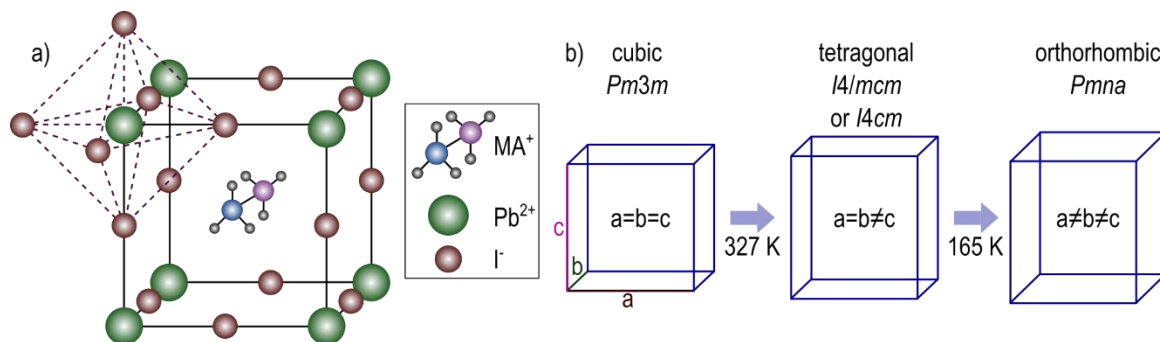 a)
MA⁺
Pb²⁺
I⁻
b)
cubic
Pm3m
a=b=c
c
b
a
327 K
tetragonal
I4/mcm
or I4cm
a=b≠c
165 K
orthorhombic
Pmna
a≠b≠c